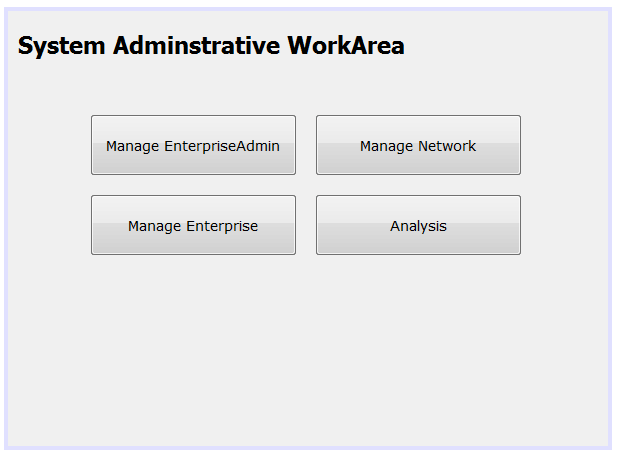 System Adminstrative WorkArea
Manage EnterpriseAdmin
Manage Network
Manage Enterprise
Analysis